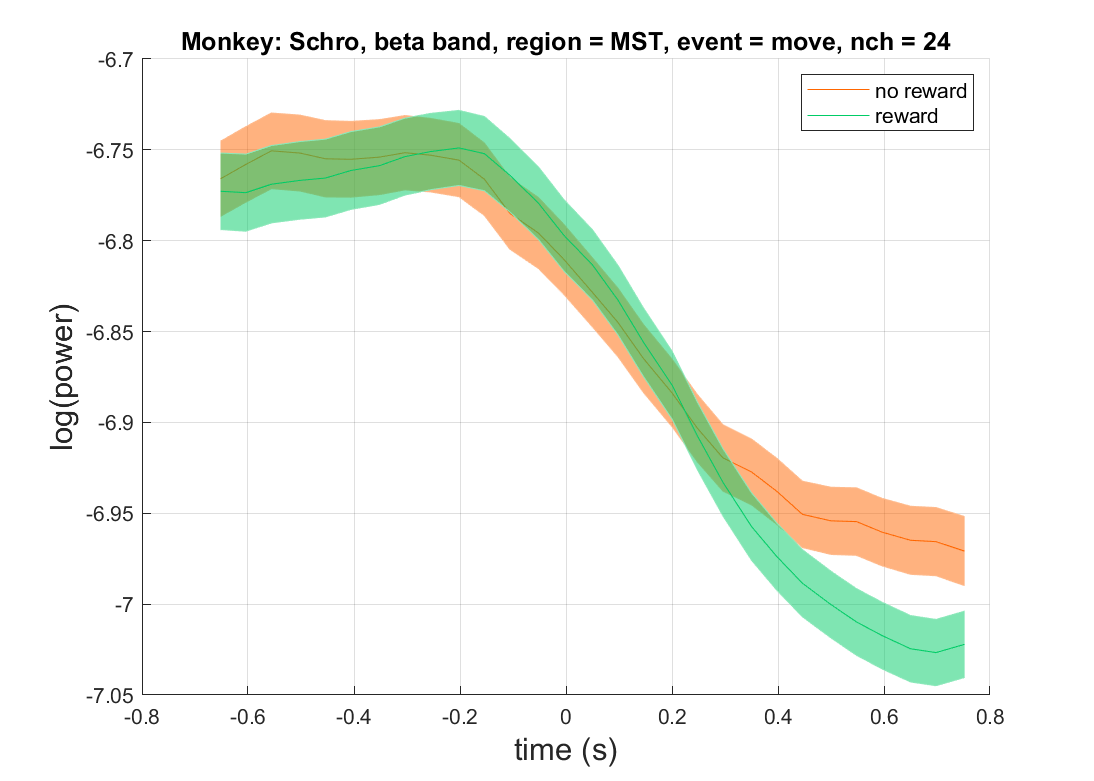 Monkey: Schro, beta band, region = MST, event = move, nch = 24
-6.7
no reward
reward
-6.75
-6.8
-6.85
-6.9
-6.95
-7
-7.05
log(power)
-0.8 -0.6 -0.4 -0.2 0 0.2 0.4 0.6 0.8
time (s)